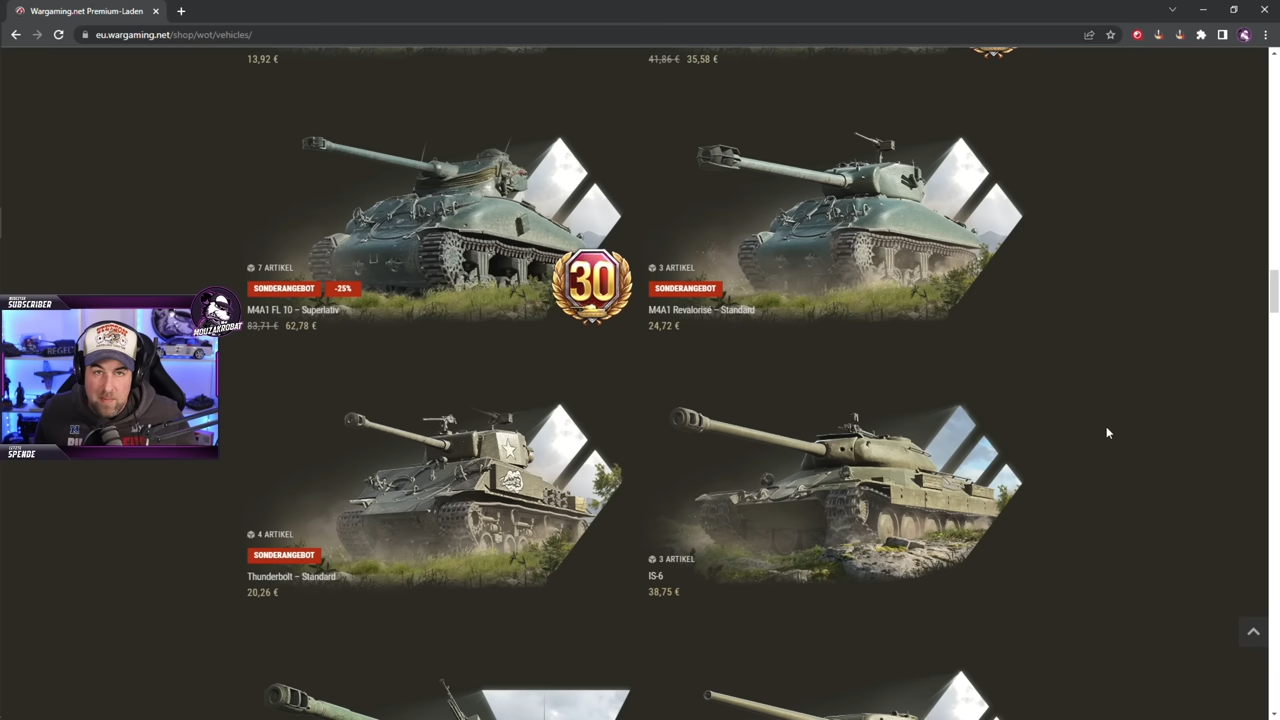 Wargaming.net Premium-Laden
eu.wargaming.net/shop/wot/vehicles/
13,92 €
41,86 € 35,58 €
7 ARTIKEL
SONDERANGEBOT -25%
M4A1 FL 10 – Superlativ
83,71 € 62,78 €
30
3 ARTIKEL
SONDERANGEBOT
M4A1 Revalorisé – Standard
24,72 €
SUBSCRIBER
MOUZAKROBAT
SPENDE
4 ARTIKEL
SONDERANGEBOT
Thunderbolt – Standard
20,26 €
3 ARTIKEL
IS-6
38,75 €